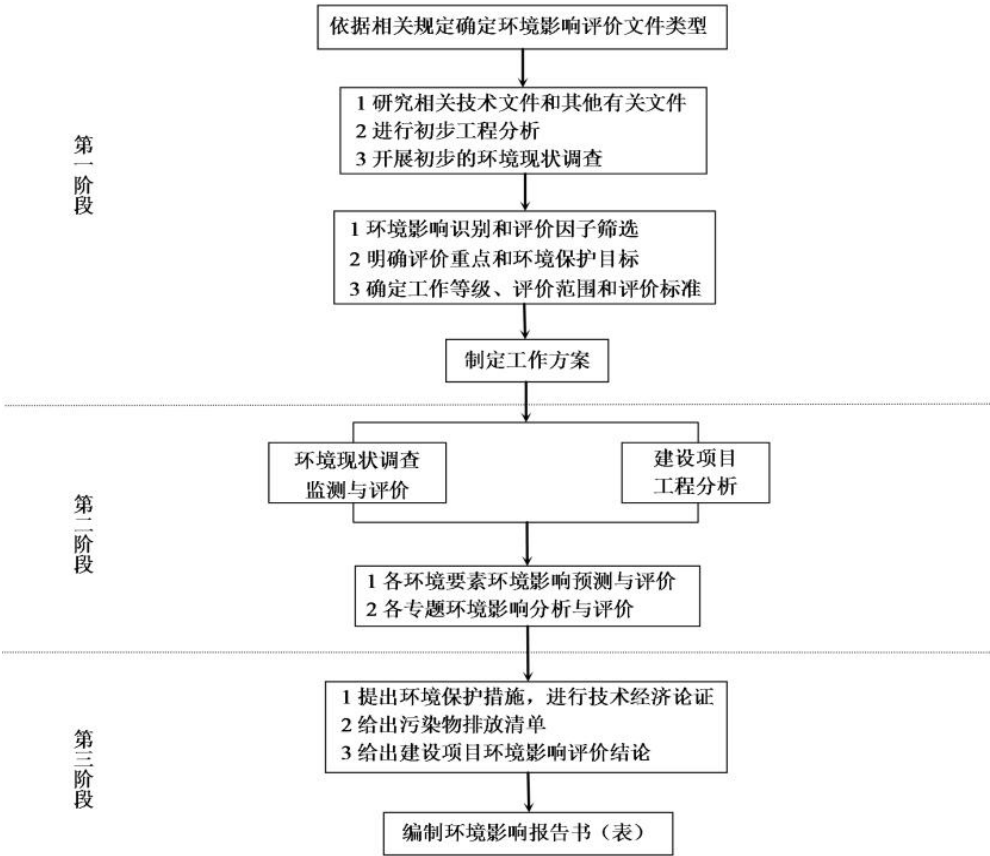 依据相关规定确定环境影响评价文件类型
1 研究相关技术文件和其他有关文件
2 进行初步工程分析
3 开展初步的环境现状调查
第一阶段
1 环境影响识别和评价因子筛选
2 明确评价重点和环境保护目标
3 确定工作等级、评价范围和评价标准
制定工作方案
环境现状调查
监测与评价
建设项目
工程分析
第二阶段
1 各环境要素环境影响预测与评价
2 各专题环境影响分析与评价
1 提出环境保护措施，进行技术经济论证
2 给出污染物排放清单
3 给出建设项目环境影响评价结论
第三阶段
编制环境影响报告书（表）